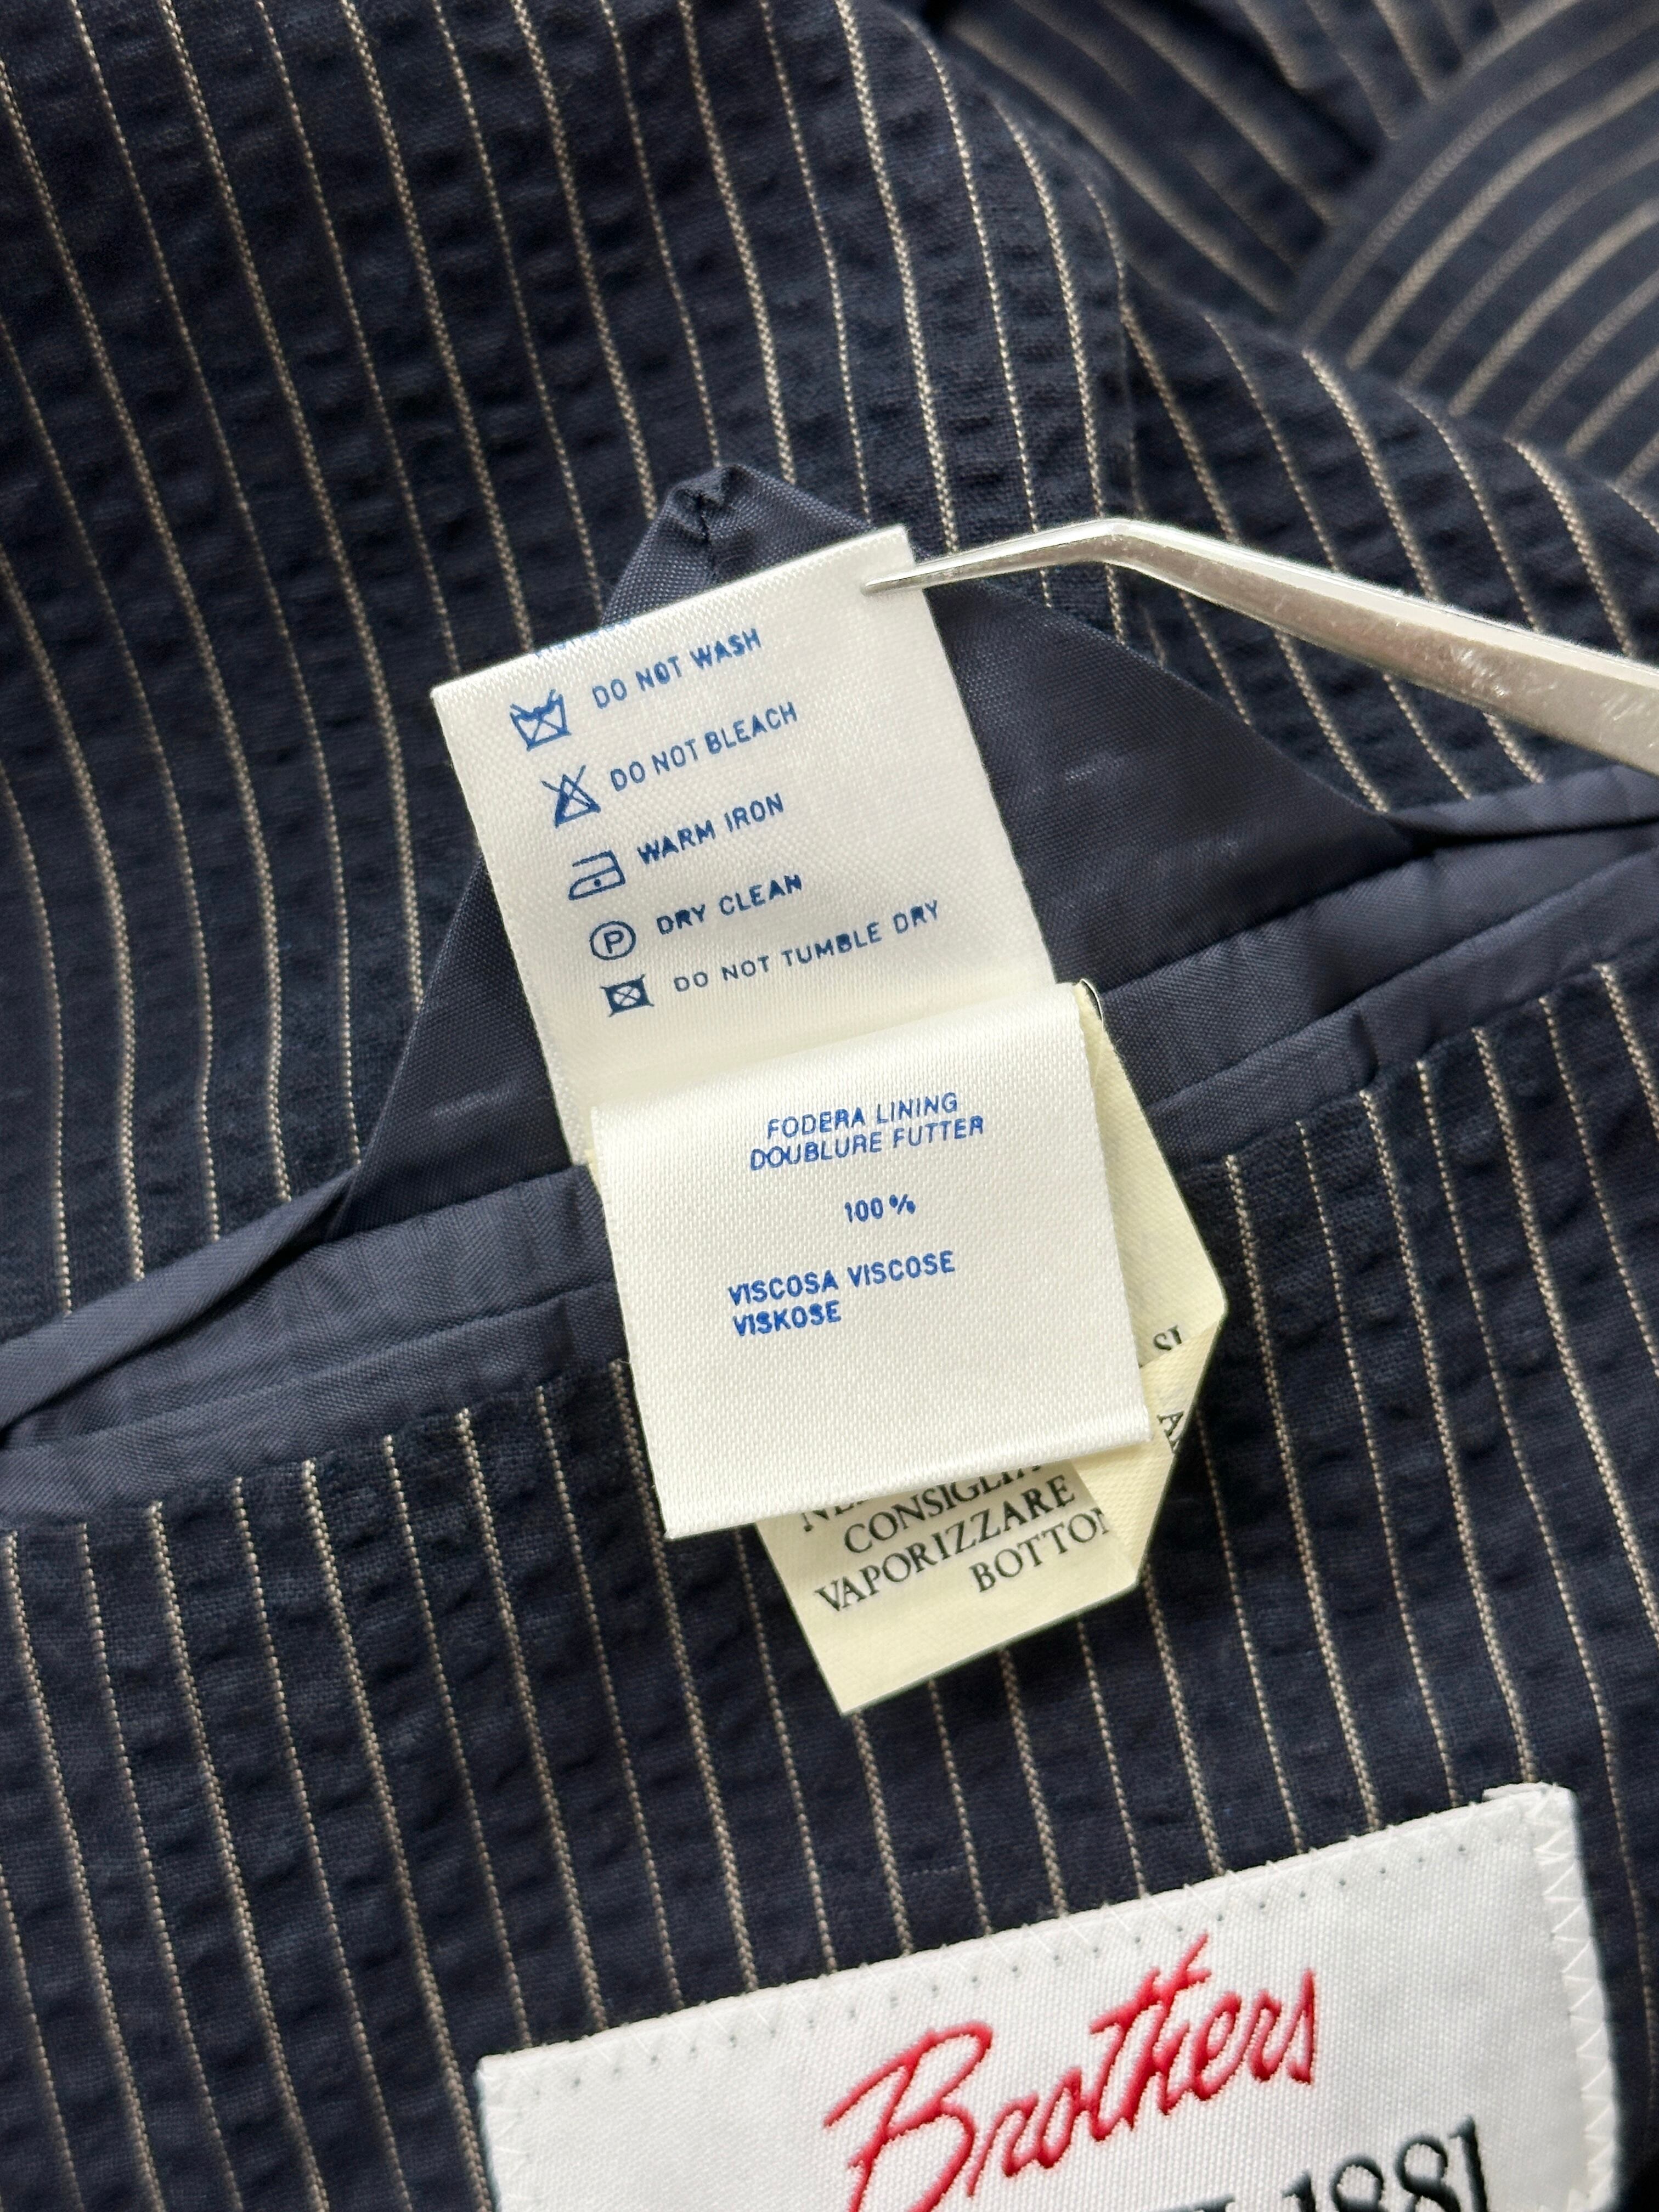 DO NOT WASH
DO NOT BLEACH
WARM IRON
P DRY CLEAN
DO NOT TUMBLE DRY
FODERA LINING
DOUBLURE FUTTER
100%
VISCOSA VISCOSE
VISKOSE
CONSIGLIA
VAPORIZZARE
BOTTON
Brothers
1881